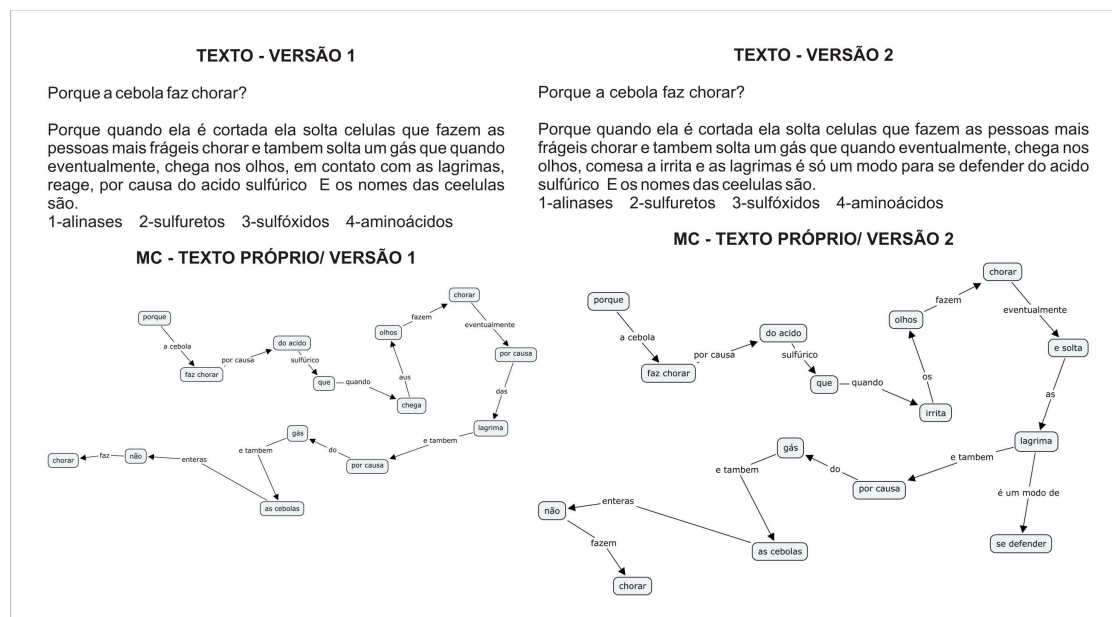 TEXTO - VERSÃO 1
Porque a cebola faz chorar?
Porque quando ela é cortada ela solta celulas que fazem as
pessoas mais frágeis chorar e tambem solta um gás que quando
eventualmente, chega nos olhos, em contato com as lagrimas,
reage, por causa do acido sulfúrico E os nomes das ceelulas
são.
1-alinases 2-sulfuretos 3-sulfóxidos 4-aminoácidos
MC - TEXTO PRÓPRIO/ VERSÃO 1
porque
a cebola
faz chorar
por causa
do acido
sulfúrico
que
quando
chega
aus
olhos
fazem
chorar
eventualmente
por causa
das
lagrima
e tambem
por causa
do
gás
e tambem
as cebolas
enteras
não
faz
chorar
TEXTO - VERSÃO 2
Porque a cebola faz chorar?
Porque quando ela é cortada ela solta celulas que fazem as pessoas mais
frágeis chorar e tambem solta um gás que quando eventualmente, chega nos
olhos, comesa a irrita e as lagrimas é só um modo para se defender do acido
sulfúrico E os nomes das ceelulas são.
1-alinases 2-sulfuretos 3-sulfóxidos 4-aminoácidos
MC - TEXTO PRÓPRIO/ VERSÃO 2
porque
a cebola
faz chorar
por causa
do acido
sulfúrico
que
quando
irrita
os
olhos
fazem
chorar
eventualmente
e solta
as
lagrima
é um modo de
se defender
e tambem
por causa
do
gás
e tambem
as cebolas
enteras
não
fazem
chorar